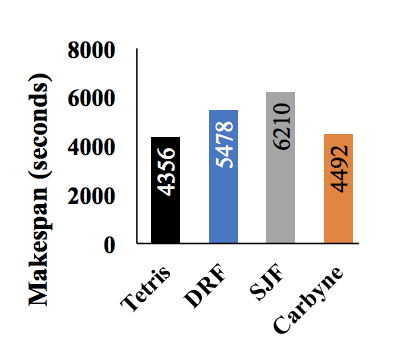 Makespan (seconds)
8000
6000
4000
2000
0
4356
5478
6210
4492
Tetris
DRF
SJF
Carbyne